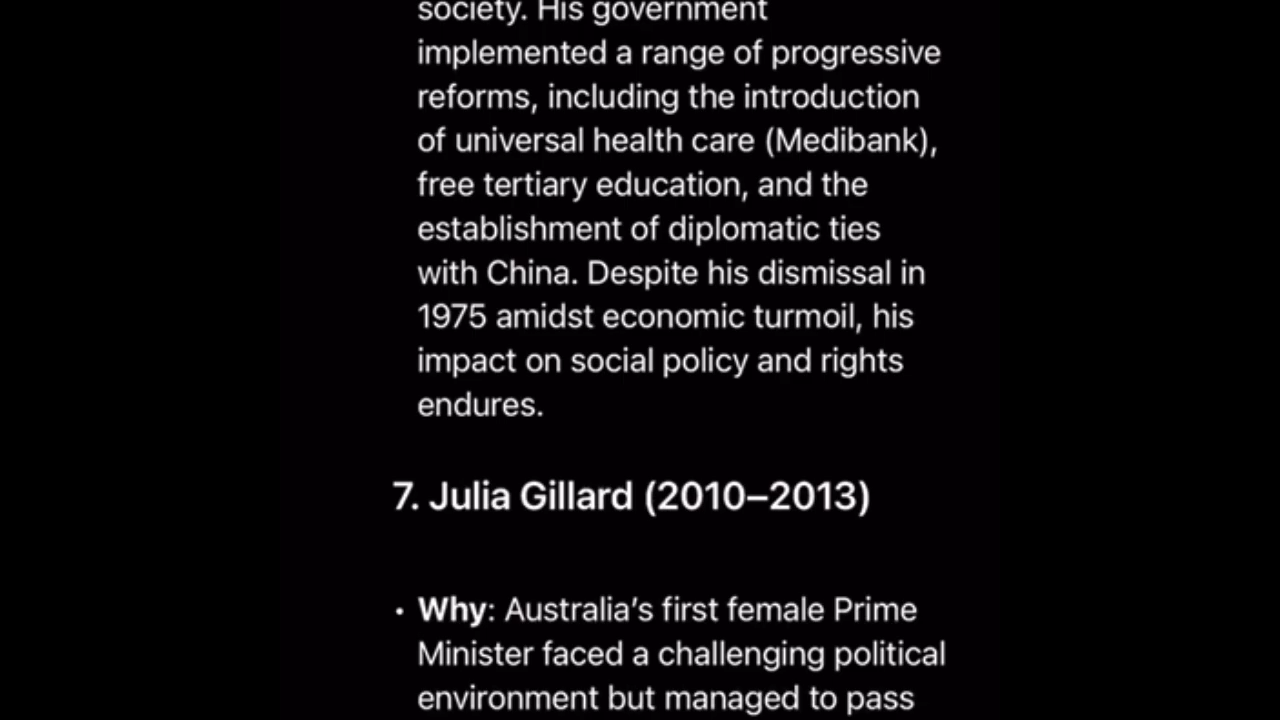 society. His government
implemented a range of progressive
reforms, including the introduction
of universal health care (Medibank),
free tertiary education, and the
establishment of diplomatic ties
with China. Despite his dismissal in
1975 amidst economic turmoil, his
impact on social policy and rights
endures.
7. Julia Gillard (2010–2013)
• Why: Australia’s first female Prime
Minister faced a challenging political
environment but managed to pass